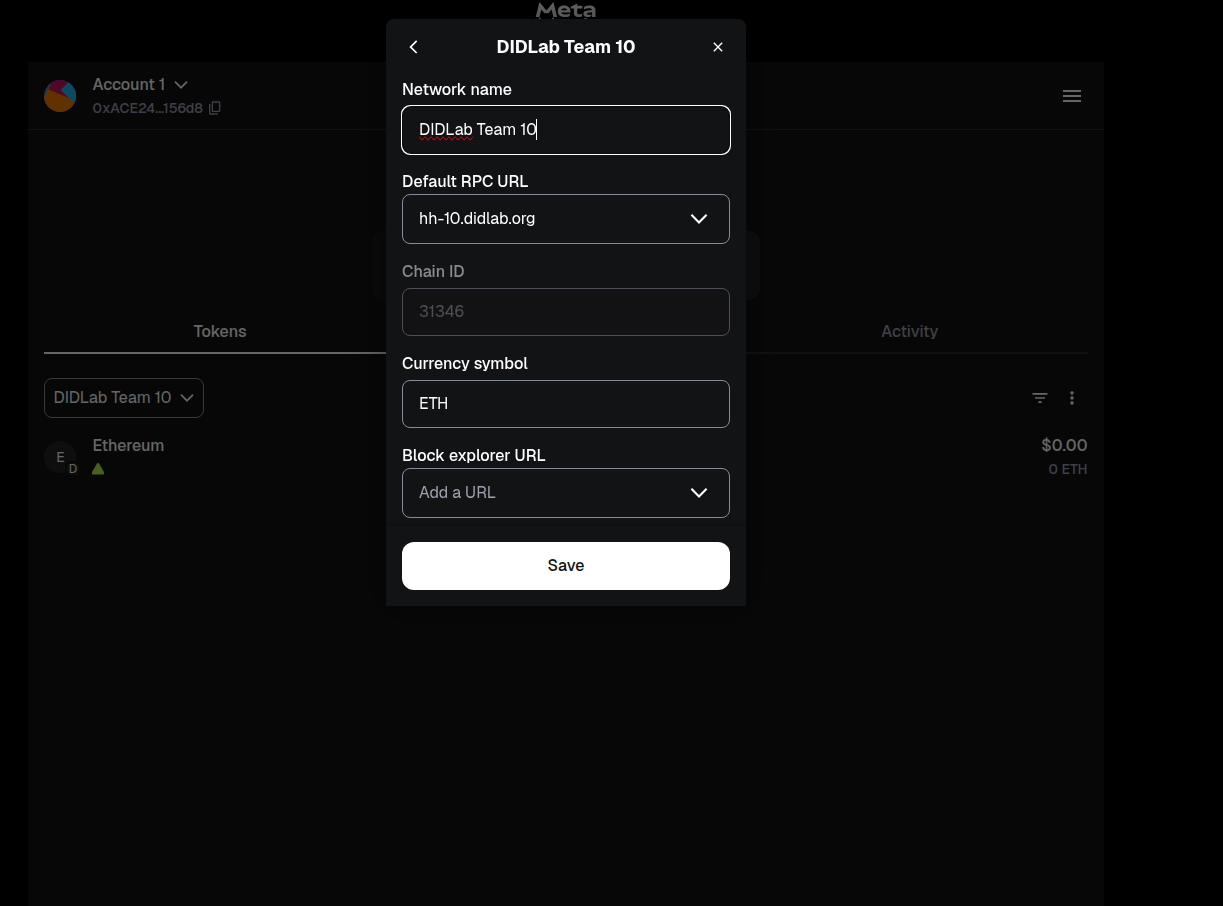 Meta
DIDLab Team 10
Account 1
0xACE24...156d8
Network name
DIDLab Team 10
Default RPC URL
hh-10.didlab.org
Chain ID
31346
Tokens
Activity
Currency symbol
ETH
DIDLab Team 10
Ethereum
$0.00
E
D
0 ETH
Block explorer URL
Add a URL
Save